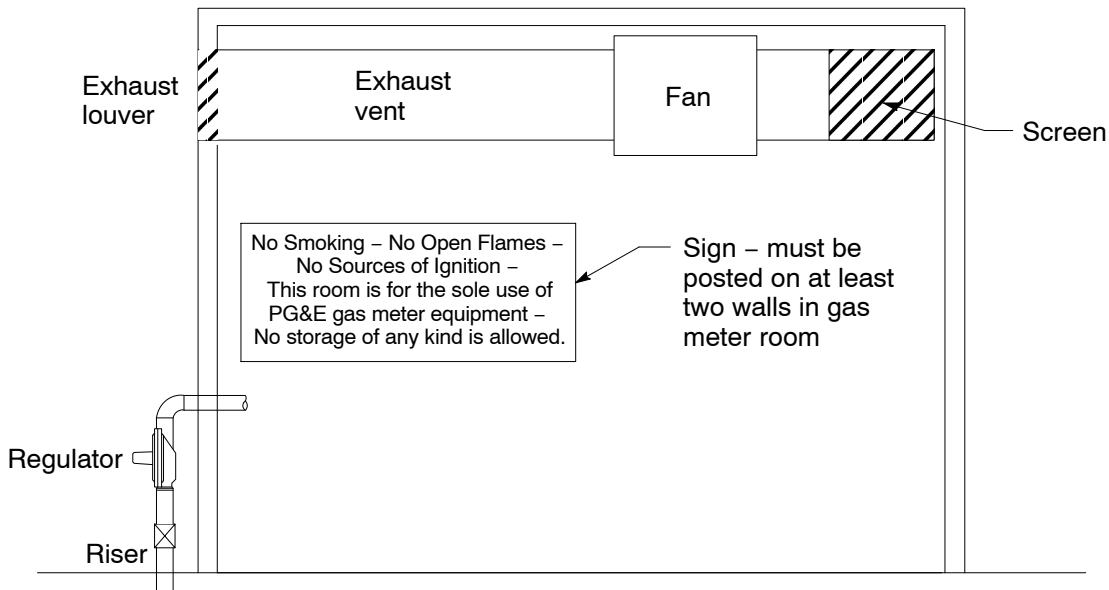 Exhaust
louver
Exhaust
vent
Fan
Screen
No Smoking – No Open Flames –
No Sources of Ignition –
This room is for the sole use of
PG&E gas meter equipment –
No storage of any kind is allowed.
Sign – must be
posted on at least
two walls in gas
meter room
Regulator
Riser